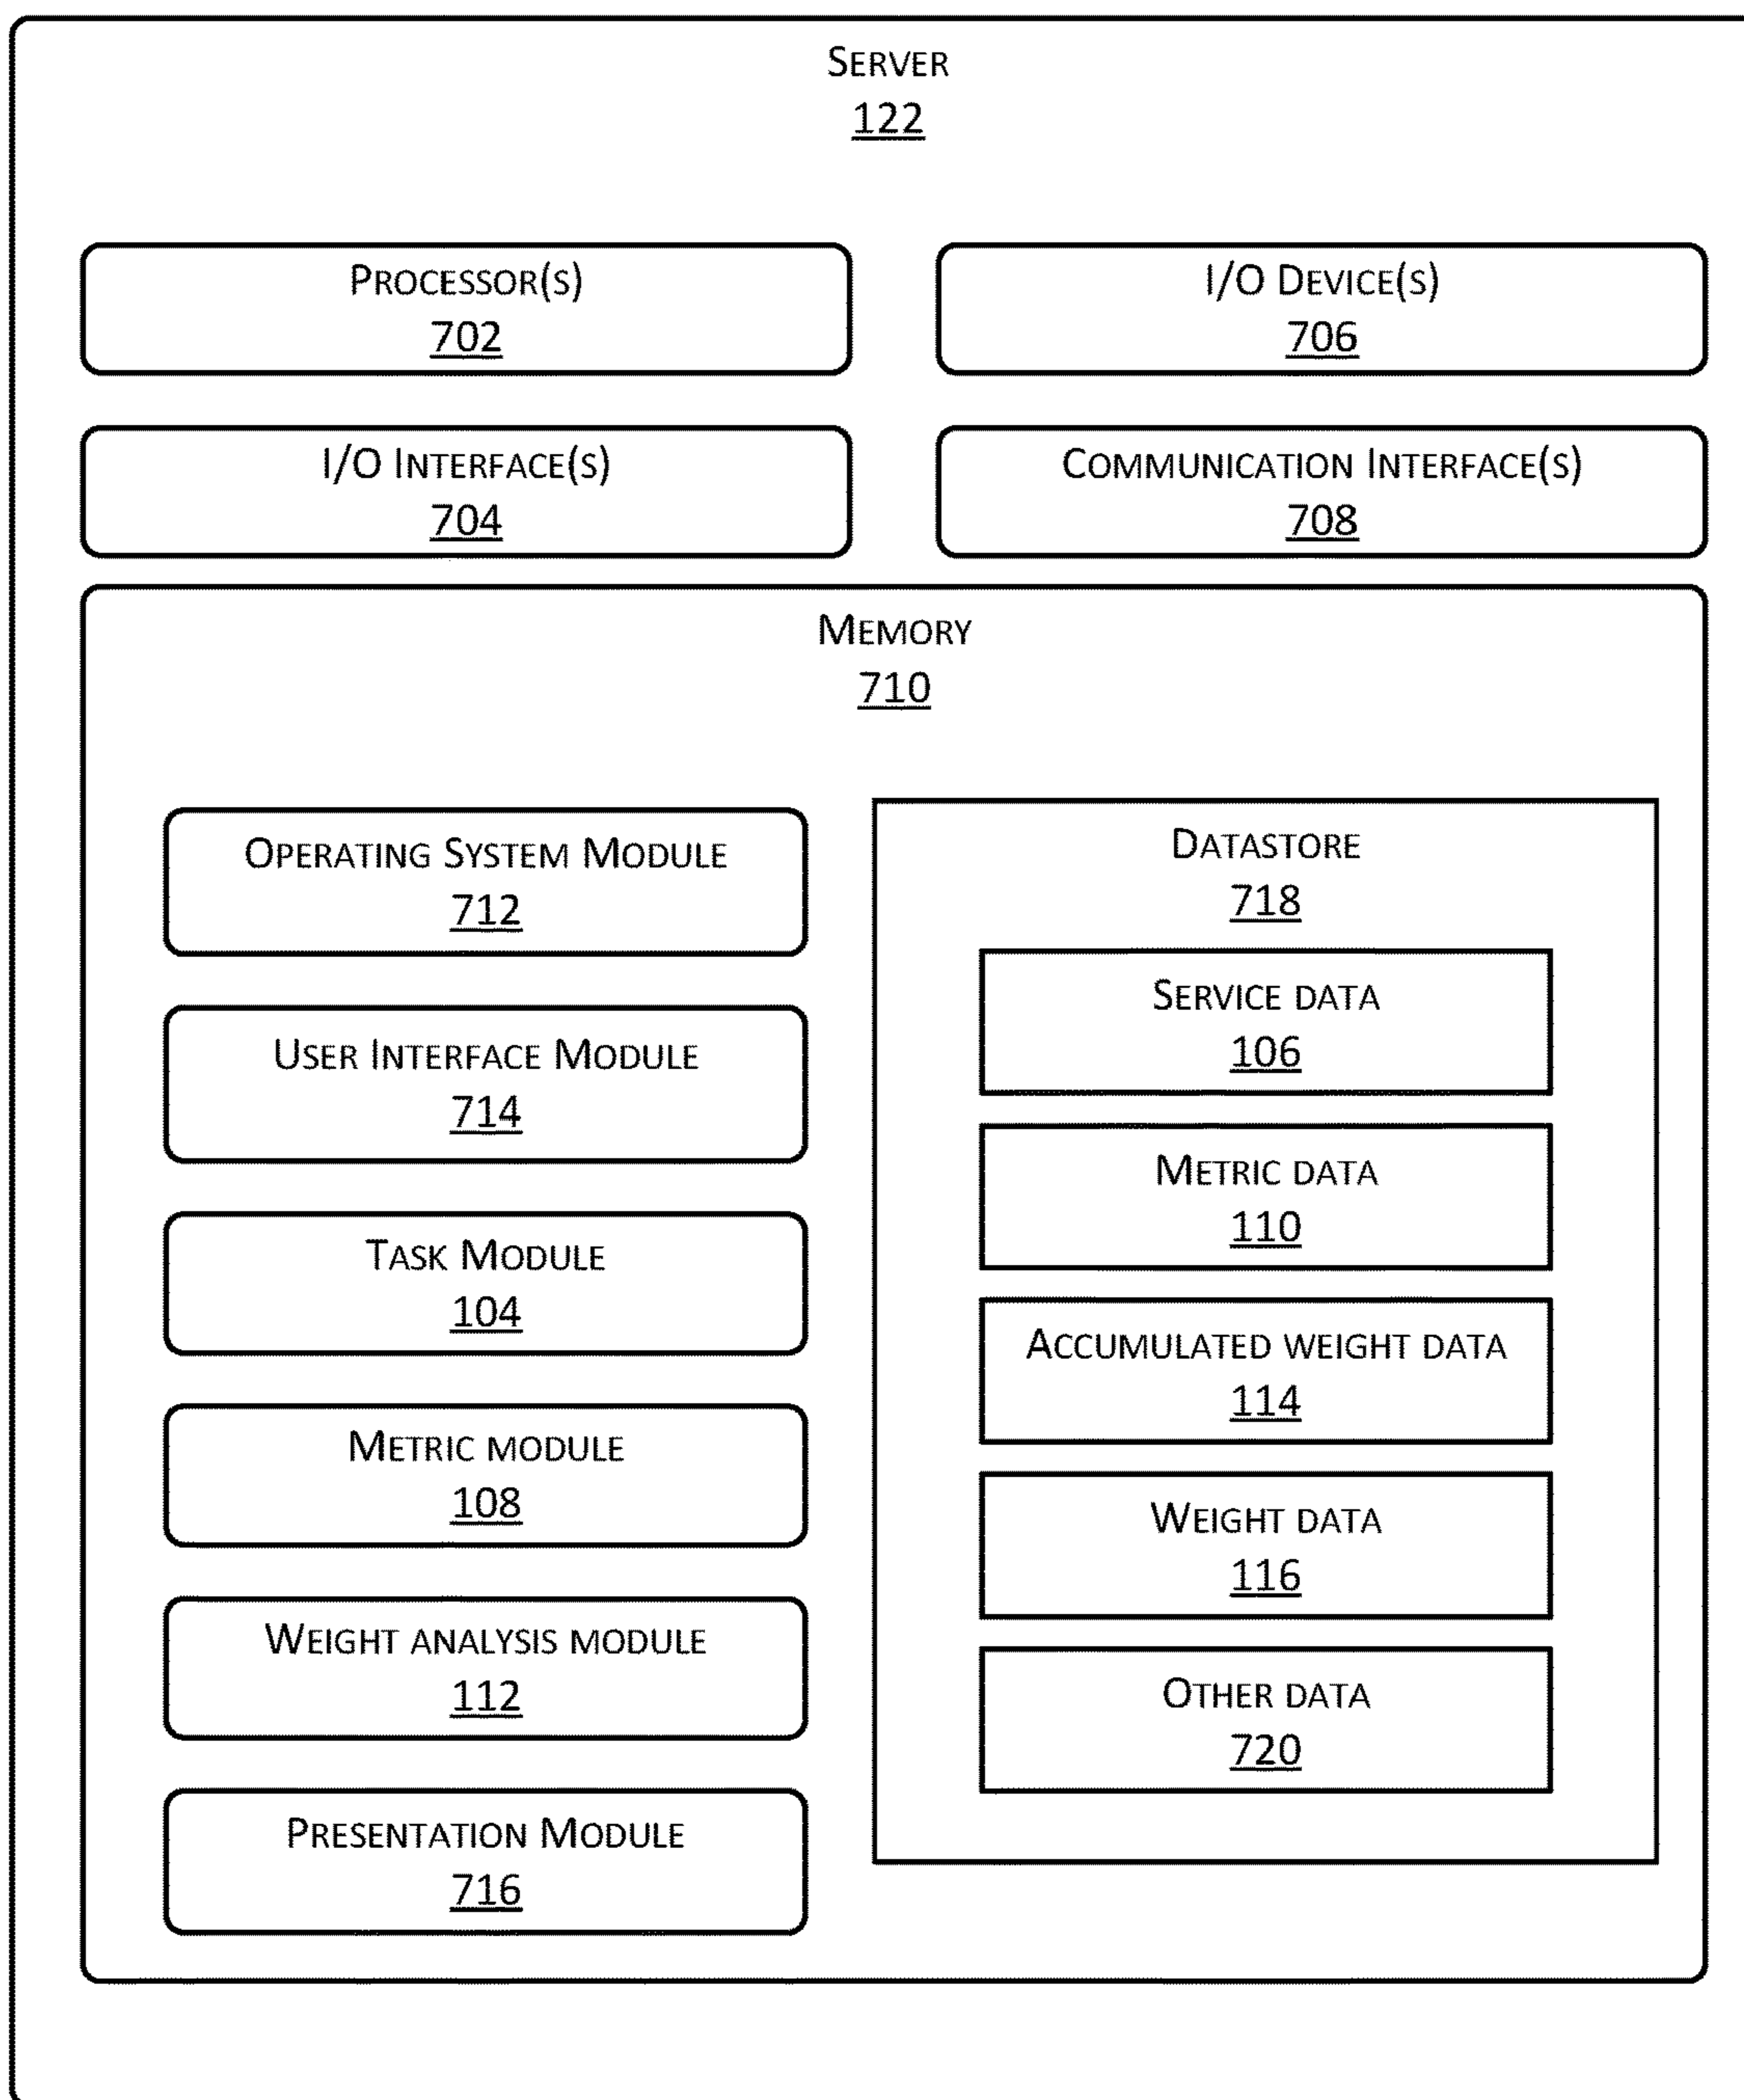 SERVER
122
PROCESSOR(S)
702
I/O DEVICE(S)
706
I/O INTERFACE(S)
704
COMMUNICATION INTERFACE(S)
708
MEMORY
710
OPERATING SYSTEM MODULE
712
USER INTERFACE MODULE
714
TASK MODULE
104
METRIC MODULE
108
WEIGHT ANALYSIS MODULE
112
PRESENTATION MODULE
716
DATASTORE
718
SERVICE DATA
106
METRIC DATA
110
ACCUMULATED WEIGHT DATA
114
WEIGHT DATA
116
OTHER DATA
720